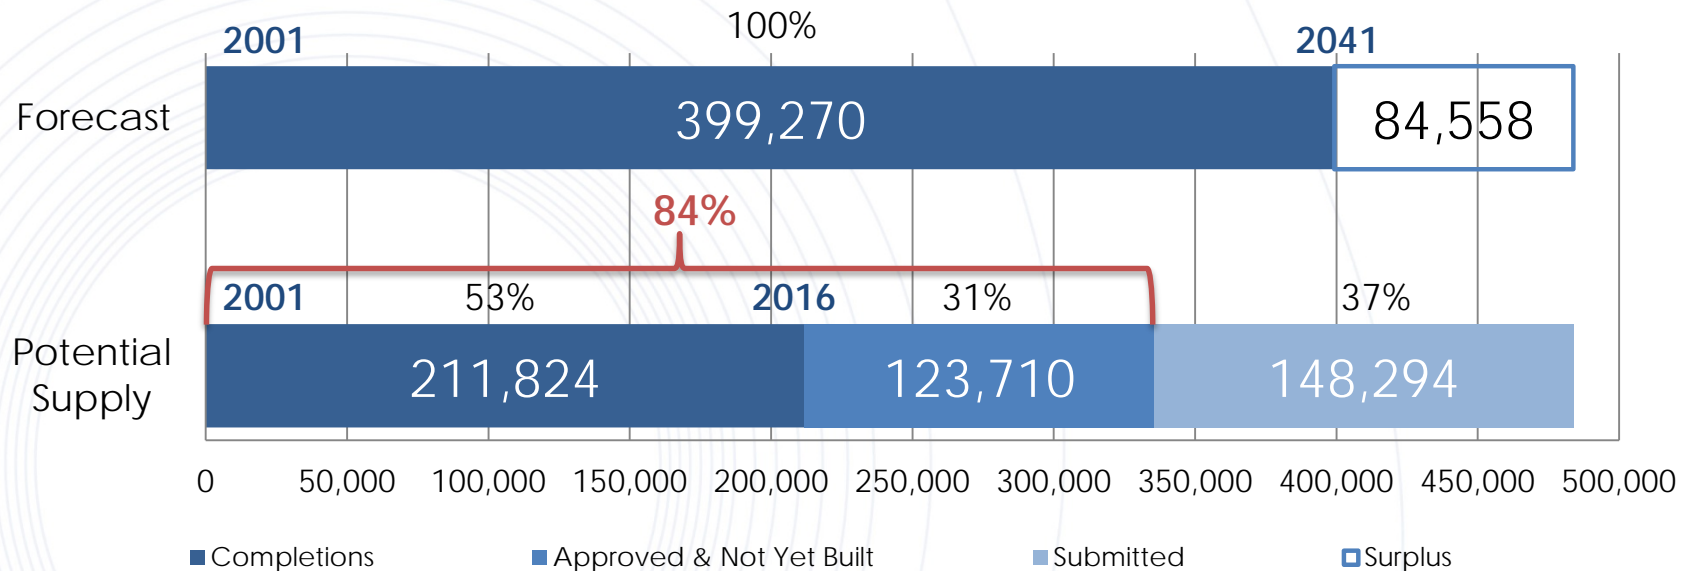 2001 100% 2041
Forecast 399,270 84,558
84%
2001 53% 2016 31% 37%
Potential
Supply
211,824 123,710 148,294
0 50,000 100,000 150,000 200,000 250,000 300,000 350,000 400,000 450,000 500,000
Completions Approved & Not Yet Built Submitted Surplus